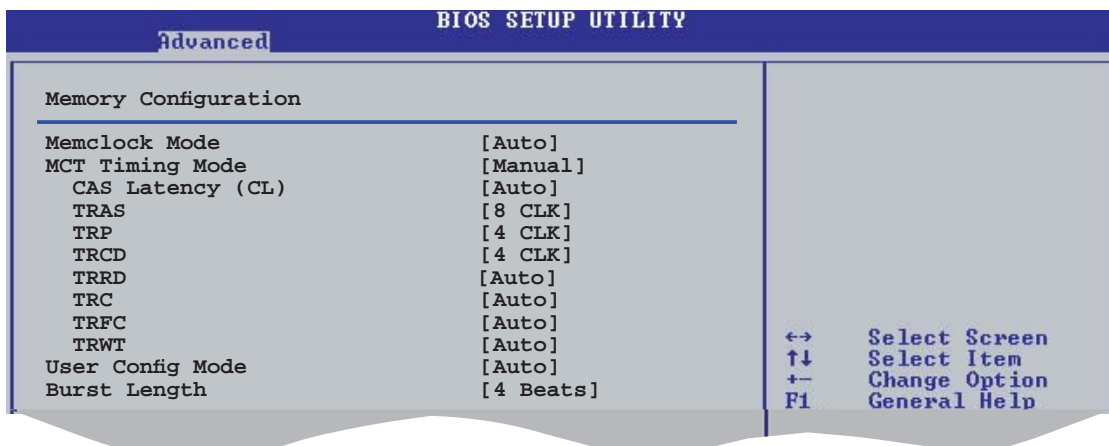 BIOS SETUP UTILITY
Advanced
Memory Configuration
Memclock Mode [Auto]
MCT Timing Mode [Manual]
CAS Latency (CL) [Auto]
TRAS [8 CLK]
TRP [4 CLK]
TRCD [4 CLK]
TRRD [Auto]
TRC [Auto]
TRFC [Auto]
TRWT [Auto]
User Config Mode [Auto]
Burst Length [4 Beats]
←→ Select Screen
↑↓ Select Item
+- Change Option
F1 General Help